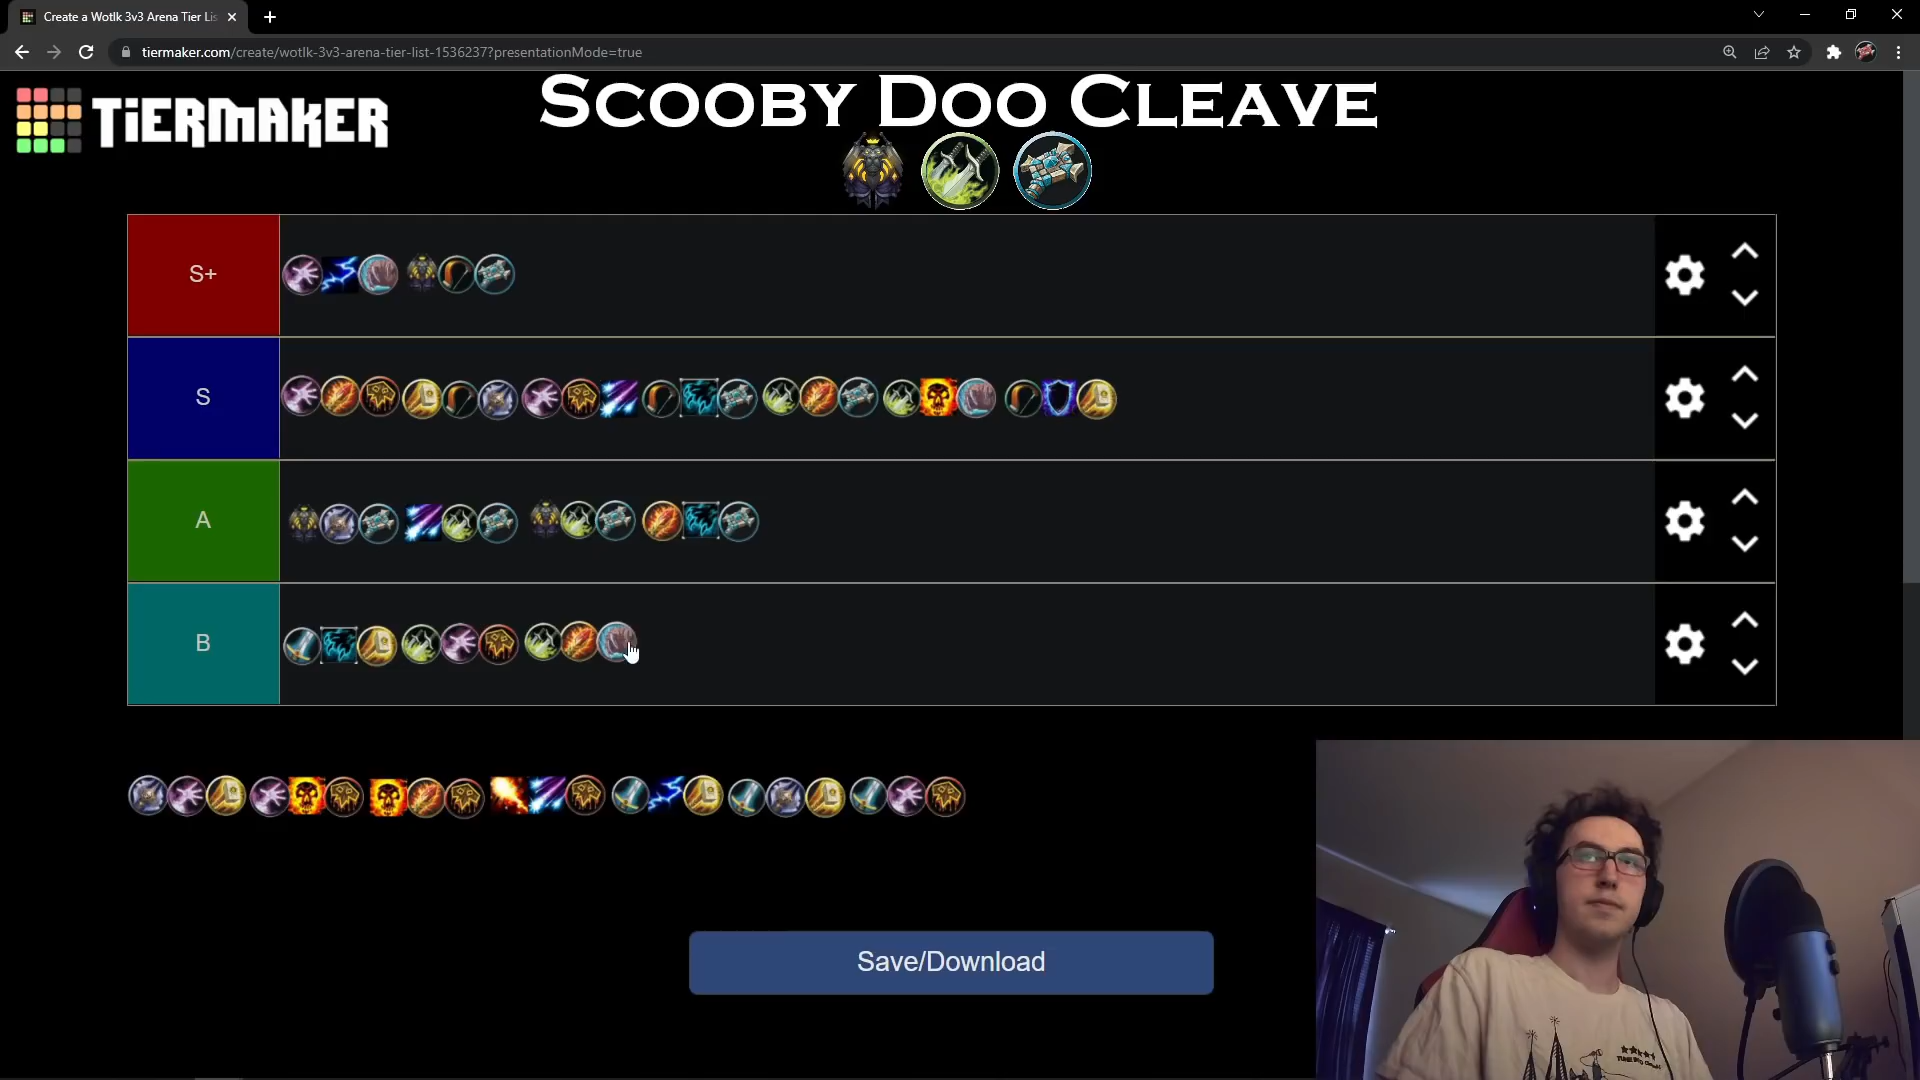 Create a Wotlk 3v3 Arena Tier Lis
tiermaker.com/create/wotlk-3v3-arena-tier-list-1536237?presentationMode=true
TiERMAKER
SCOOBY DOO CLEAVE
S+
S
A
B
Save/Download